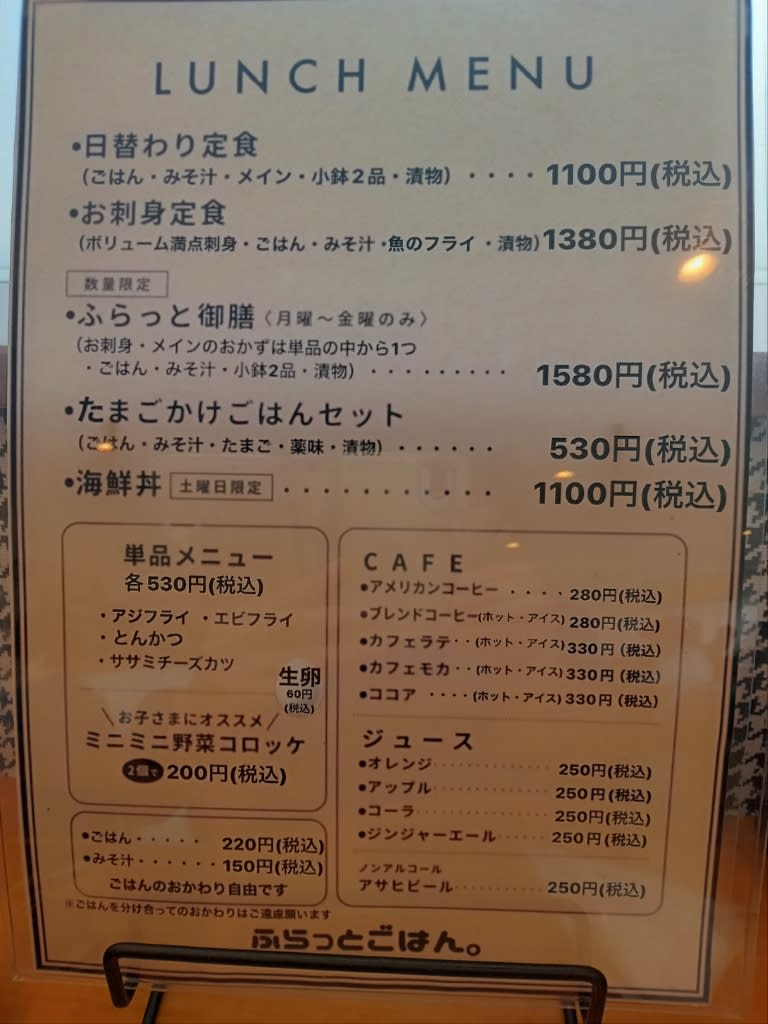 LUNCH MENU
•日替わり定食
(ごはん・みそ汁・メイン・小鉢2品・漬物)・・・・1100円(税込)
•お刺身定食
(ボリューム満点刺身・ごはん・みそ汁・魚のフライ・漬物)1380円(税込)
数量限定
•ふらっと御膳〈月曜～金曜のみ〉
(お刺身・メインのおかずは単品の中から1つ
・ごはん・みそ汁・小鉢2品・漬物)・・・・・・・・・1580円(税込)
•たまごかけごはんセット
(ごはん・みそ汁・たまご・薬味・漬物)・・・・・・530円(税込)
•海鮮丼 土曜日限定・・・・・・・・・・・1100円(税込)
単品メニュー
各530円(税込)
・アジフライ ・エビフライ
・とんかつ
・ササミチーズカツ
生卵
60円
(税込)
＼お子さまにオススメ／
ミニミニ野菜コロッケ
2個で200円(税込)
•ごはん・・・・・220円(税込)
•みそ汁・・・・・・150円(税込)
ごはんのおかわり自由です
※ごはんを分け合ってのおかわりはご遠慮願います
CAFE
•アメリカンコーヒー・・・・280円(税込)
•ブレンドコーヒー(ホット・アイス)280円(税込)
•カフェラテ・・(ホット・アイス)330円(税込)
•カフェモカ・・(ホット・アイス)330円(税込)
•ココア・・・・(ホット・アイス)330円(税込)
ジュース
•オレンジ・・・・・・・・・・・・250円(税込)
•アップル・・・・・・・・・・・・250円(税込)
•コーラ・・・・・・・・・・・・・・250円(税込)
•ジンジャーエール・・・・・・250円(税込)
ノンアルコール
アサヒビール・・・・・・・・・・250円(税込)
ふらっとごはん。